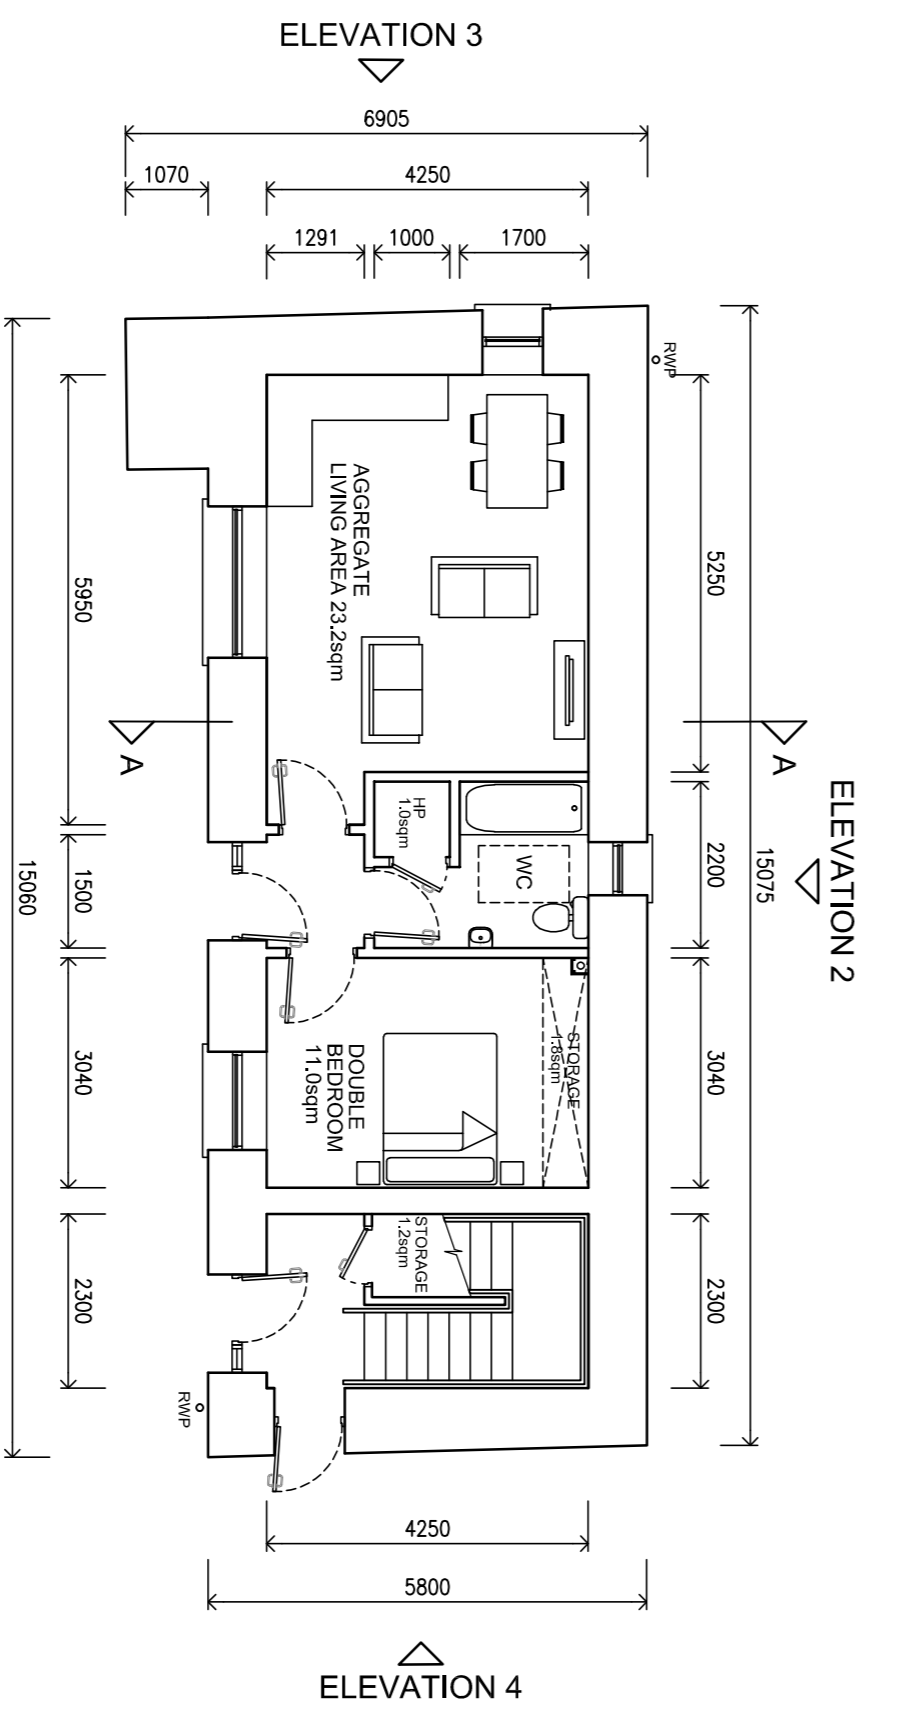 ELEVATION 3
6905
1070
4250
1291
1000
1700
RWP
AGGREGATE
LIVING AREA 23.2sqm
5950
5250
A
A
ELEVATION 2
HP
1.0sqm
WC
15060
1500
2200
15075
3040
DOUBLE
BEDROOM
11.0sqm
STORAGE
1.8sqm
3040
STORAGE
1.2sqm
2300
2300
RWP
4250
5800
ELEVATION 4